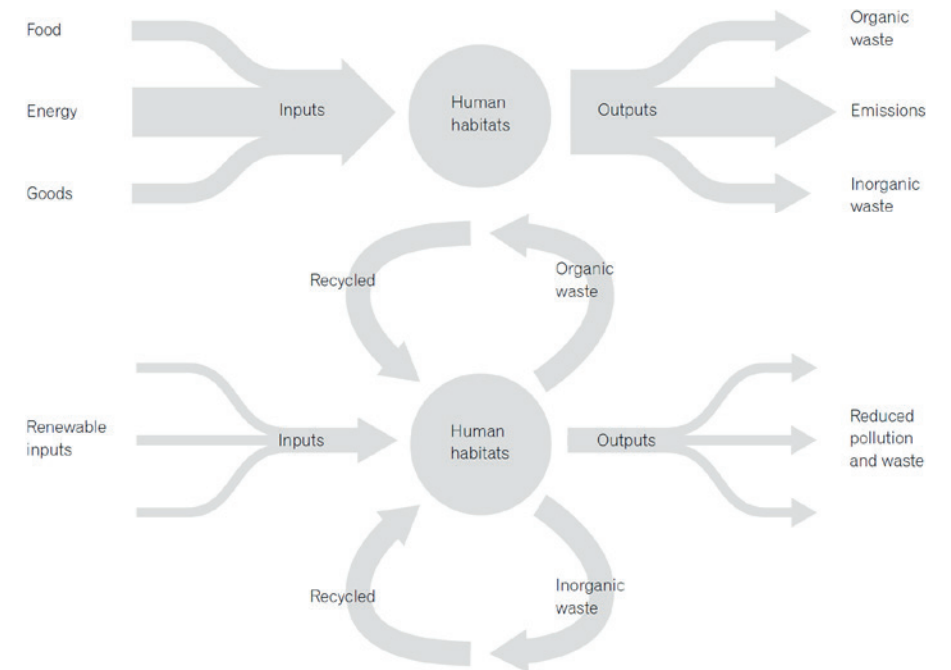 Food
Organic
waste
Energy
Inputs
Human
habitats
Outputs
Emissions
Goods
Inorganic
waste
Recycled
Organic
waste
Renewable
inputs
Inputs
Human
habitats
Outputs
Reduced
pollution
and waste
Recycled
Inorganic
waste